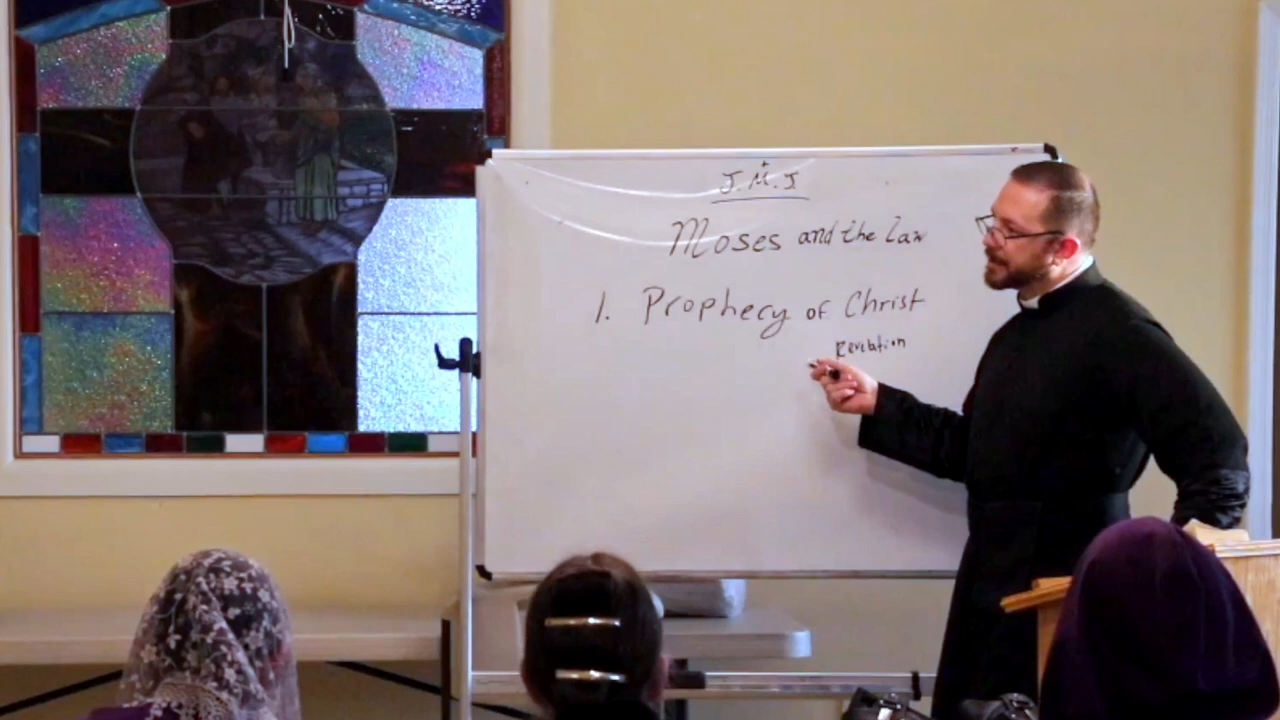 J.M.J.
Moses and the Law
1. Prophecy of Christ
Revelation